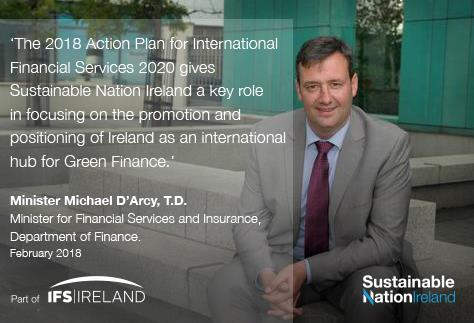 ‘The 2018 Action Plan for International
Financial Services 2020 gives
Sustainable Nation Ireland a key role
in focusing on the promotion and
positioning of Ireland as an international
hub for Green Finance.’
Minister Michael D’Arcy, T.D.
Minister for Financial Services and Insurance,
Department of Finance.
February 2018
Part of IFS|IRELAND
Sustainable
NationIreland